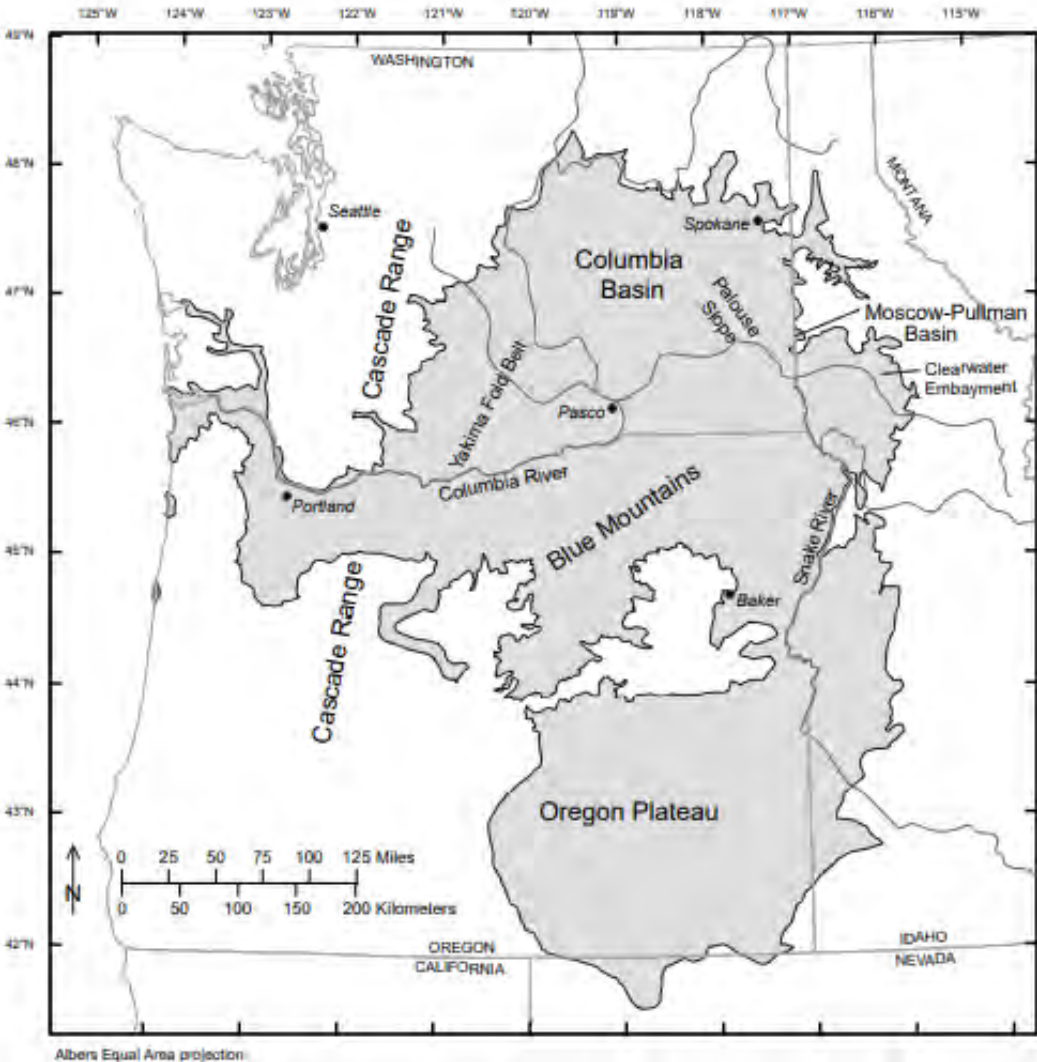 125°W 124°W 123°W 122°W 121°W 120°W 119°W 118°W 117°W 116°W 115°W
49°N
48°N
47°N
46°N
45°N
44°N
43°N
42°N
WASHINGTON
MONTANA
Seattle
Spokane
Cascade Range
Columbia
Basin
Palouse
Slope
Moscow-Pullman
Basin
Clearwater
Embayment
Yakima Fold Belt
Pasco
Columbia River
Portland
Blue Mountains
Snake River
Baker
Cascade Range
Oregon Plateau
0 25 50 75 100 125 Miles
N
0 50 100 150 200 Kilometers
OREGON
CALIFORNIA
IDAHO
NEVADA
Albers Equal Area projection